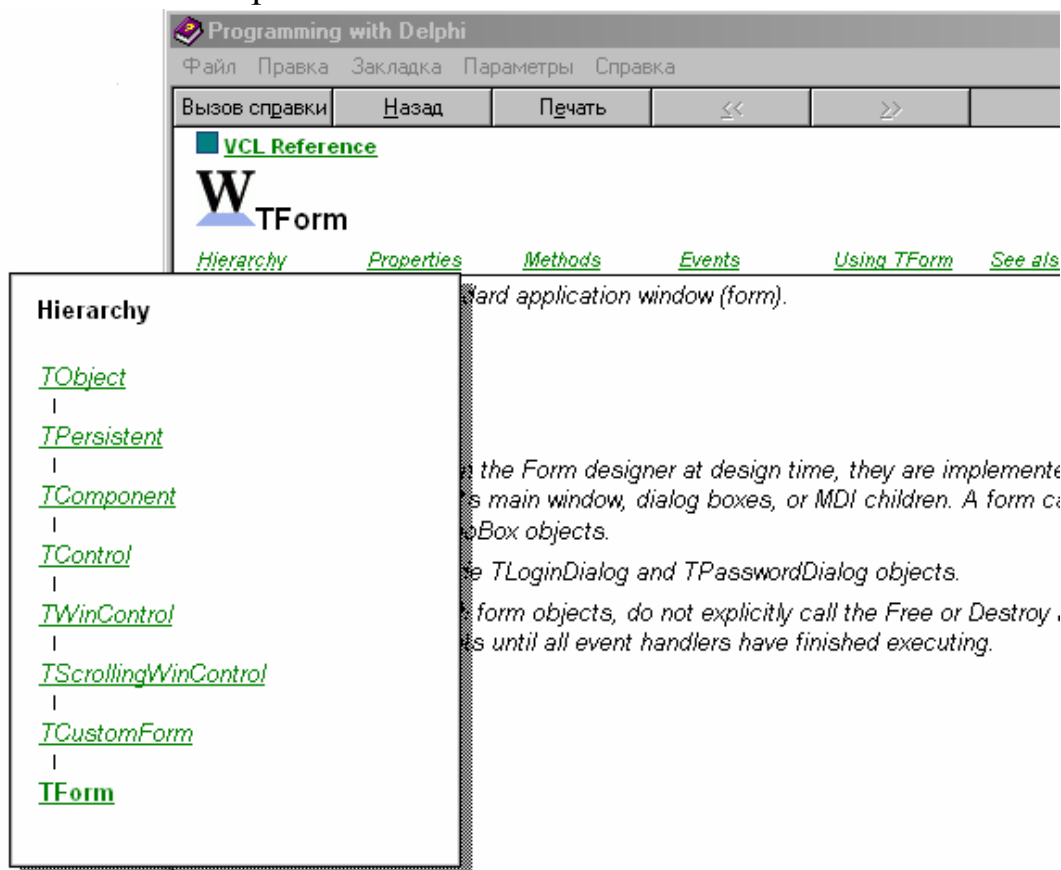 Programming with Delphi
Файл Правка Закладка Параметры Справка
Вызов справки Назад Печать << >>
VCL Reference
W TForm
Hierarchy Properties Methods Events Using TForm See als
Hierarchy
TObject
TPersistent
TComponent
TControl
TWinControl
TScrollingWinControl
TCustomForm
TForm
dard application window (form).
the Form designer at design time, they are implemente
s main window, dialog boxes, or MDI children. A form ca
oBox objects.
e TLoginDialog and TPasswordDialog objects.
form objects, do not explicitly call the Free or Destroy
s until all event handlers have finished executing.